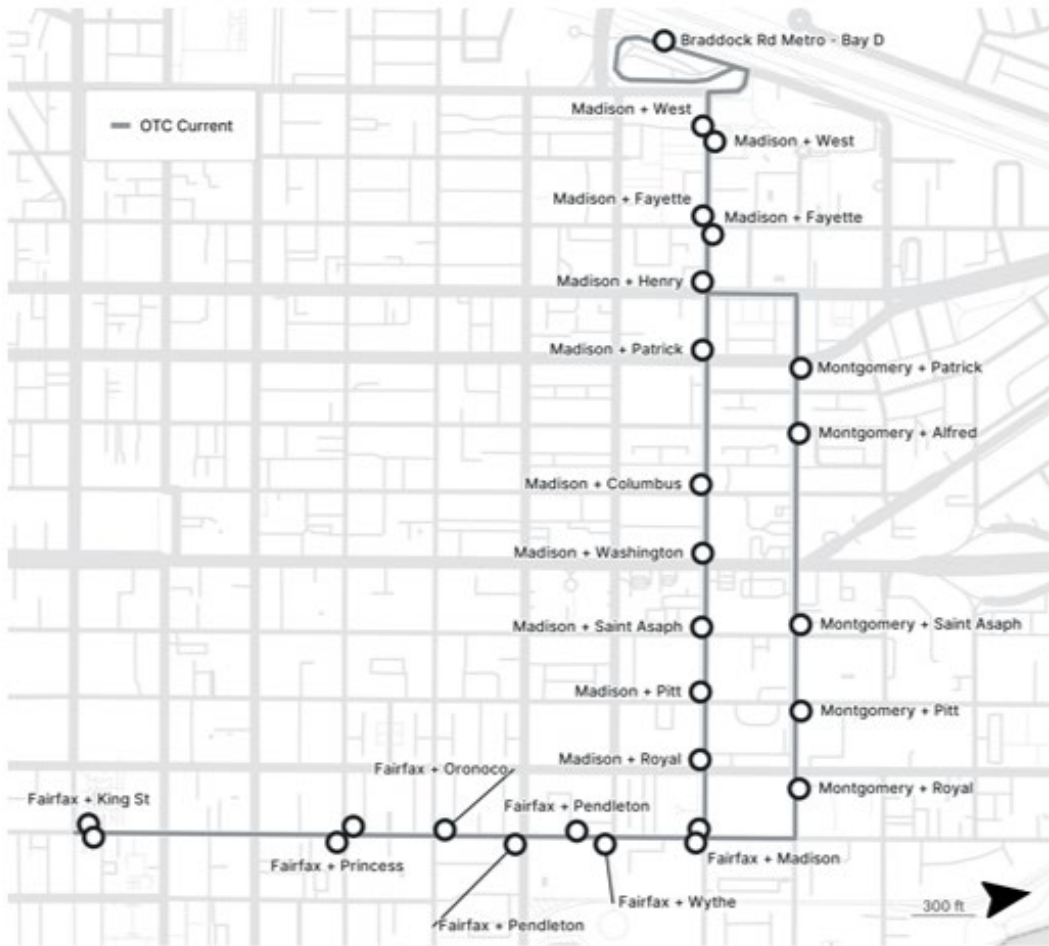 Braddock Rd Metro - Bay D
Madison + West
OTC Current
Madison + West
Madison + Fayette
Madison + Fayette
Madison + Henry
Madison + Patrick
Montgomery + Patrick
Montgomery + Alfred
Madison + Columbus
Madison + Washington
Madison + Saint Asaph
Montgomery + Saint Asaph
Madison + Pitt
Montgomery + Pitt
Madison + Royal
Fairfax + Oronoco
Montgomery + Royal
Fairfax + King St
Fairfax + Pendleton
Fairfax + Princess
Fairfax + Madison
Fairfax + Wythe
Fairfax + Pendleton
300 ft